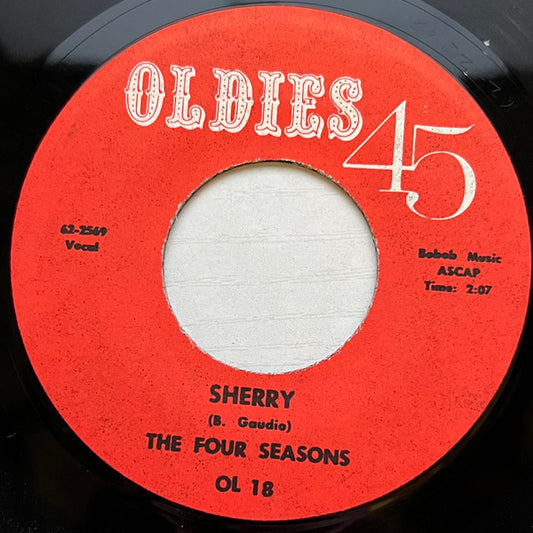 OLDIES 45
62-2569
Vocal
Bobob Music
ASCAP
Time: 2:07
SHERRY
(B. Gaudio)
THE FOUR SEASONS
OL 18